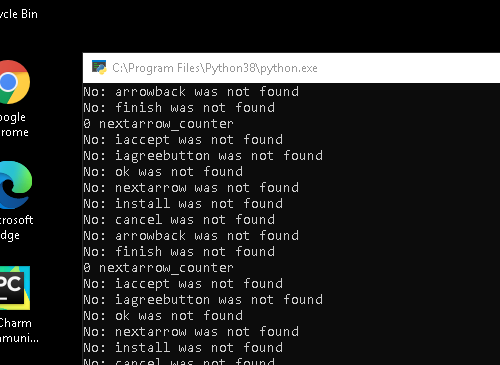 ycle Bin
C:\Program Files\Python38\python.exe
No: arrowback was not found
No: finish was not found
0 nextarrow_counter
No: iaccept was not found
No: iagreebutton was not found
No: ok was not found
No: nextarrow was not found
No: install was not found
No: cancel was not found
No: arrowback was not found
No: finish was not found
0 nextarrow_counter
No: iaccept was not found
No: iagreebutton was not found
No: ok was not found
No: nextarrow was not found
No: install was not found
No: cancel was not found
oogle
rome
rosoft
dge
PC
Charm
mmuni...